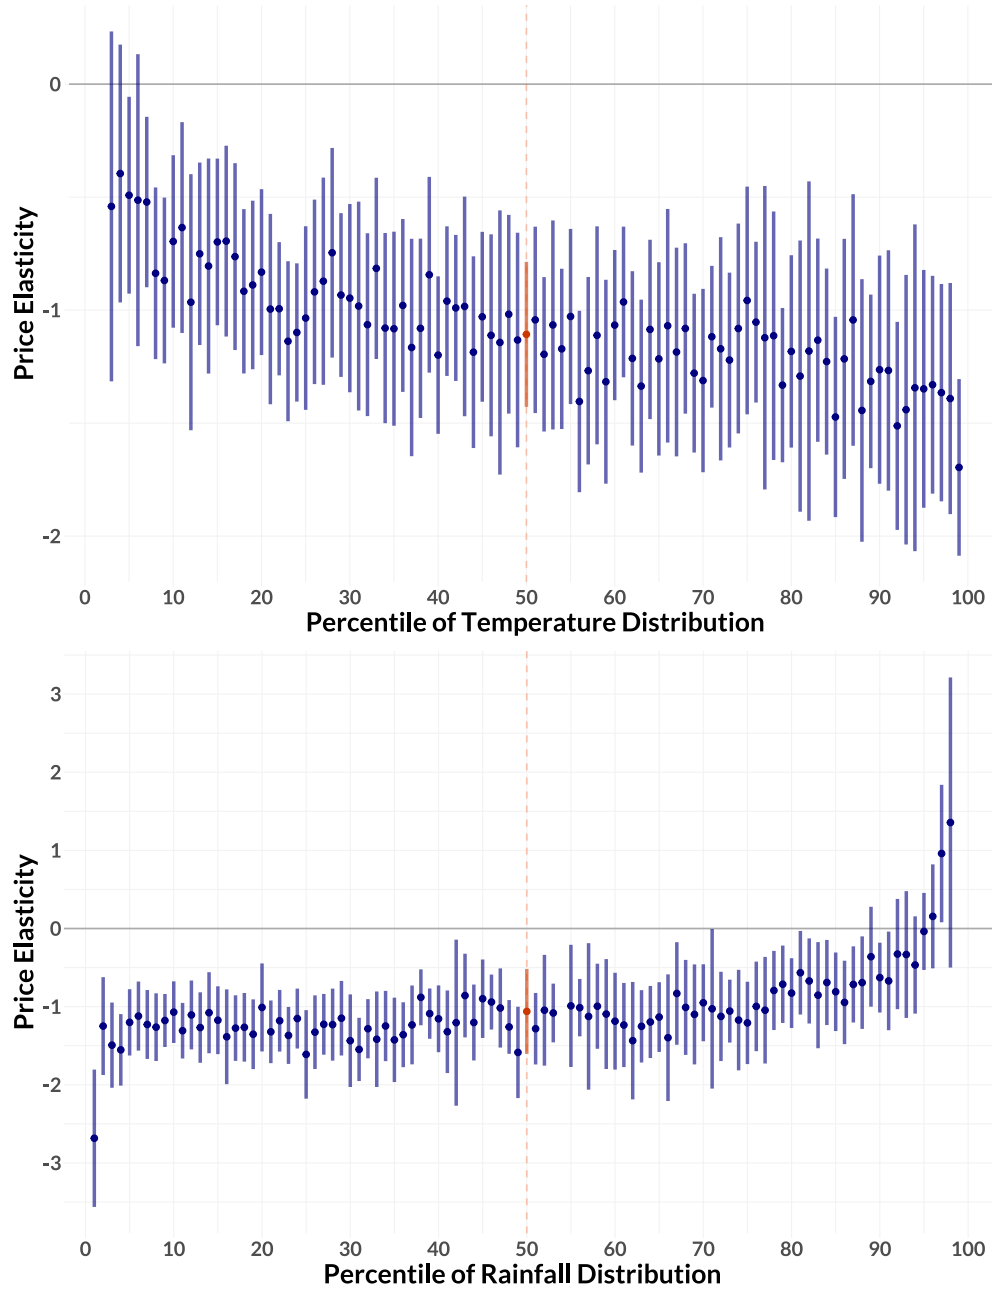 Price Elasticity
0
-1
-2
0 10 20 30 40 50 60 70 80 90 100
Percentile of Temperature Distribution
Price Elasticity
3
2
1
0
-1
-2
-3
0 10 20 30 40 50 60 70 80 90 100
Percentile of Rainfall Distribution